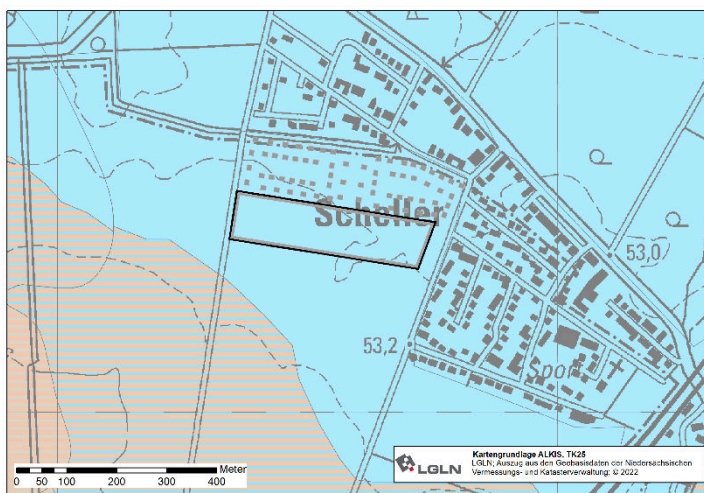 Scheller
53,0
53,2
Sport
0 50 100 200 300 400 Meter
LGLN
Kartengrundlage ALKIS, TK25
LGLN; Auszug aus den Geobasisdaten der Niedersächsischen
Vermessungs- und Katasterverwaltung; © 2022